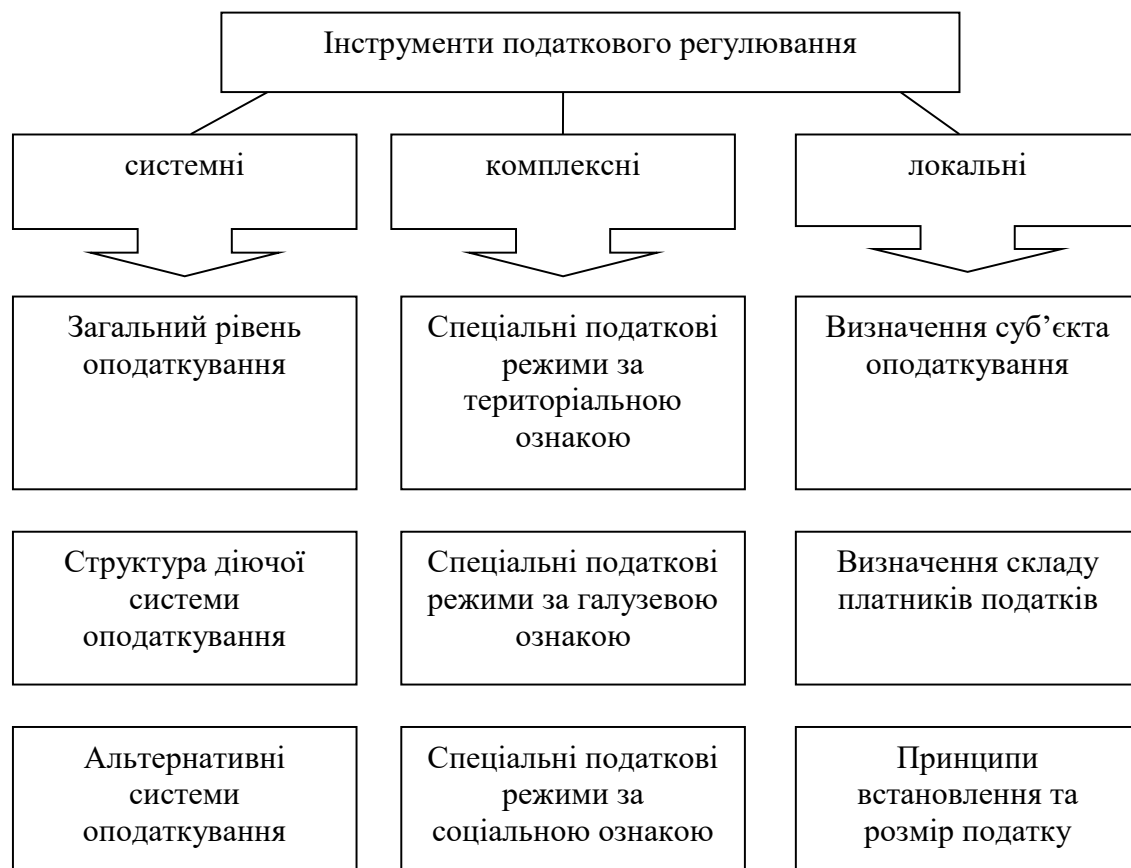 Інструменти податкового регулювання
системні
комплексні
локальні
Загальний рівень
оподаткування
Спеціальні податкові
режими за
територіальною
ознакою
Визначення суб’єкта
оподаткування
Структура діючої
системи
оподаткування
Спеціальні податкові
режими за галузевою
ознакою
Визначення складу
платників податків
Альтернативні
системи
оподаткування
Спеціальні податкові
режими за
соціальною ознакою
Принципи
встановлення та
розмір податку